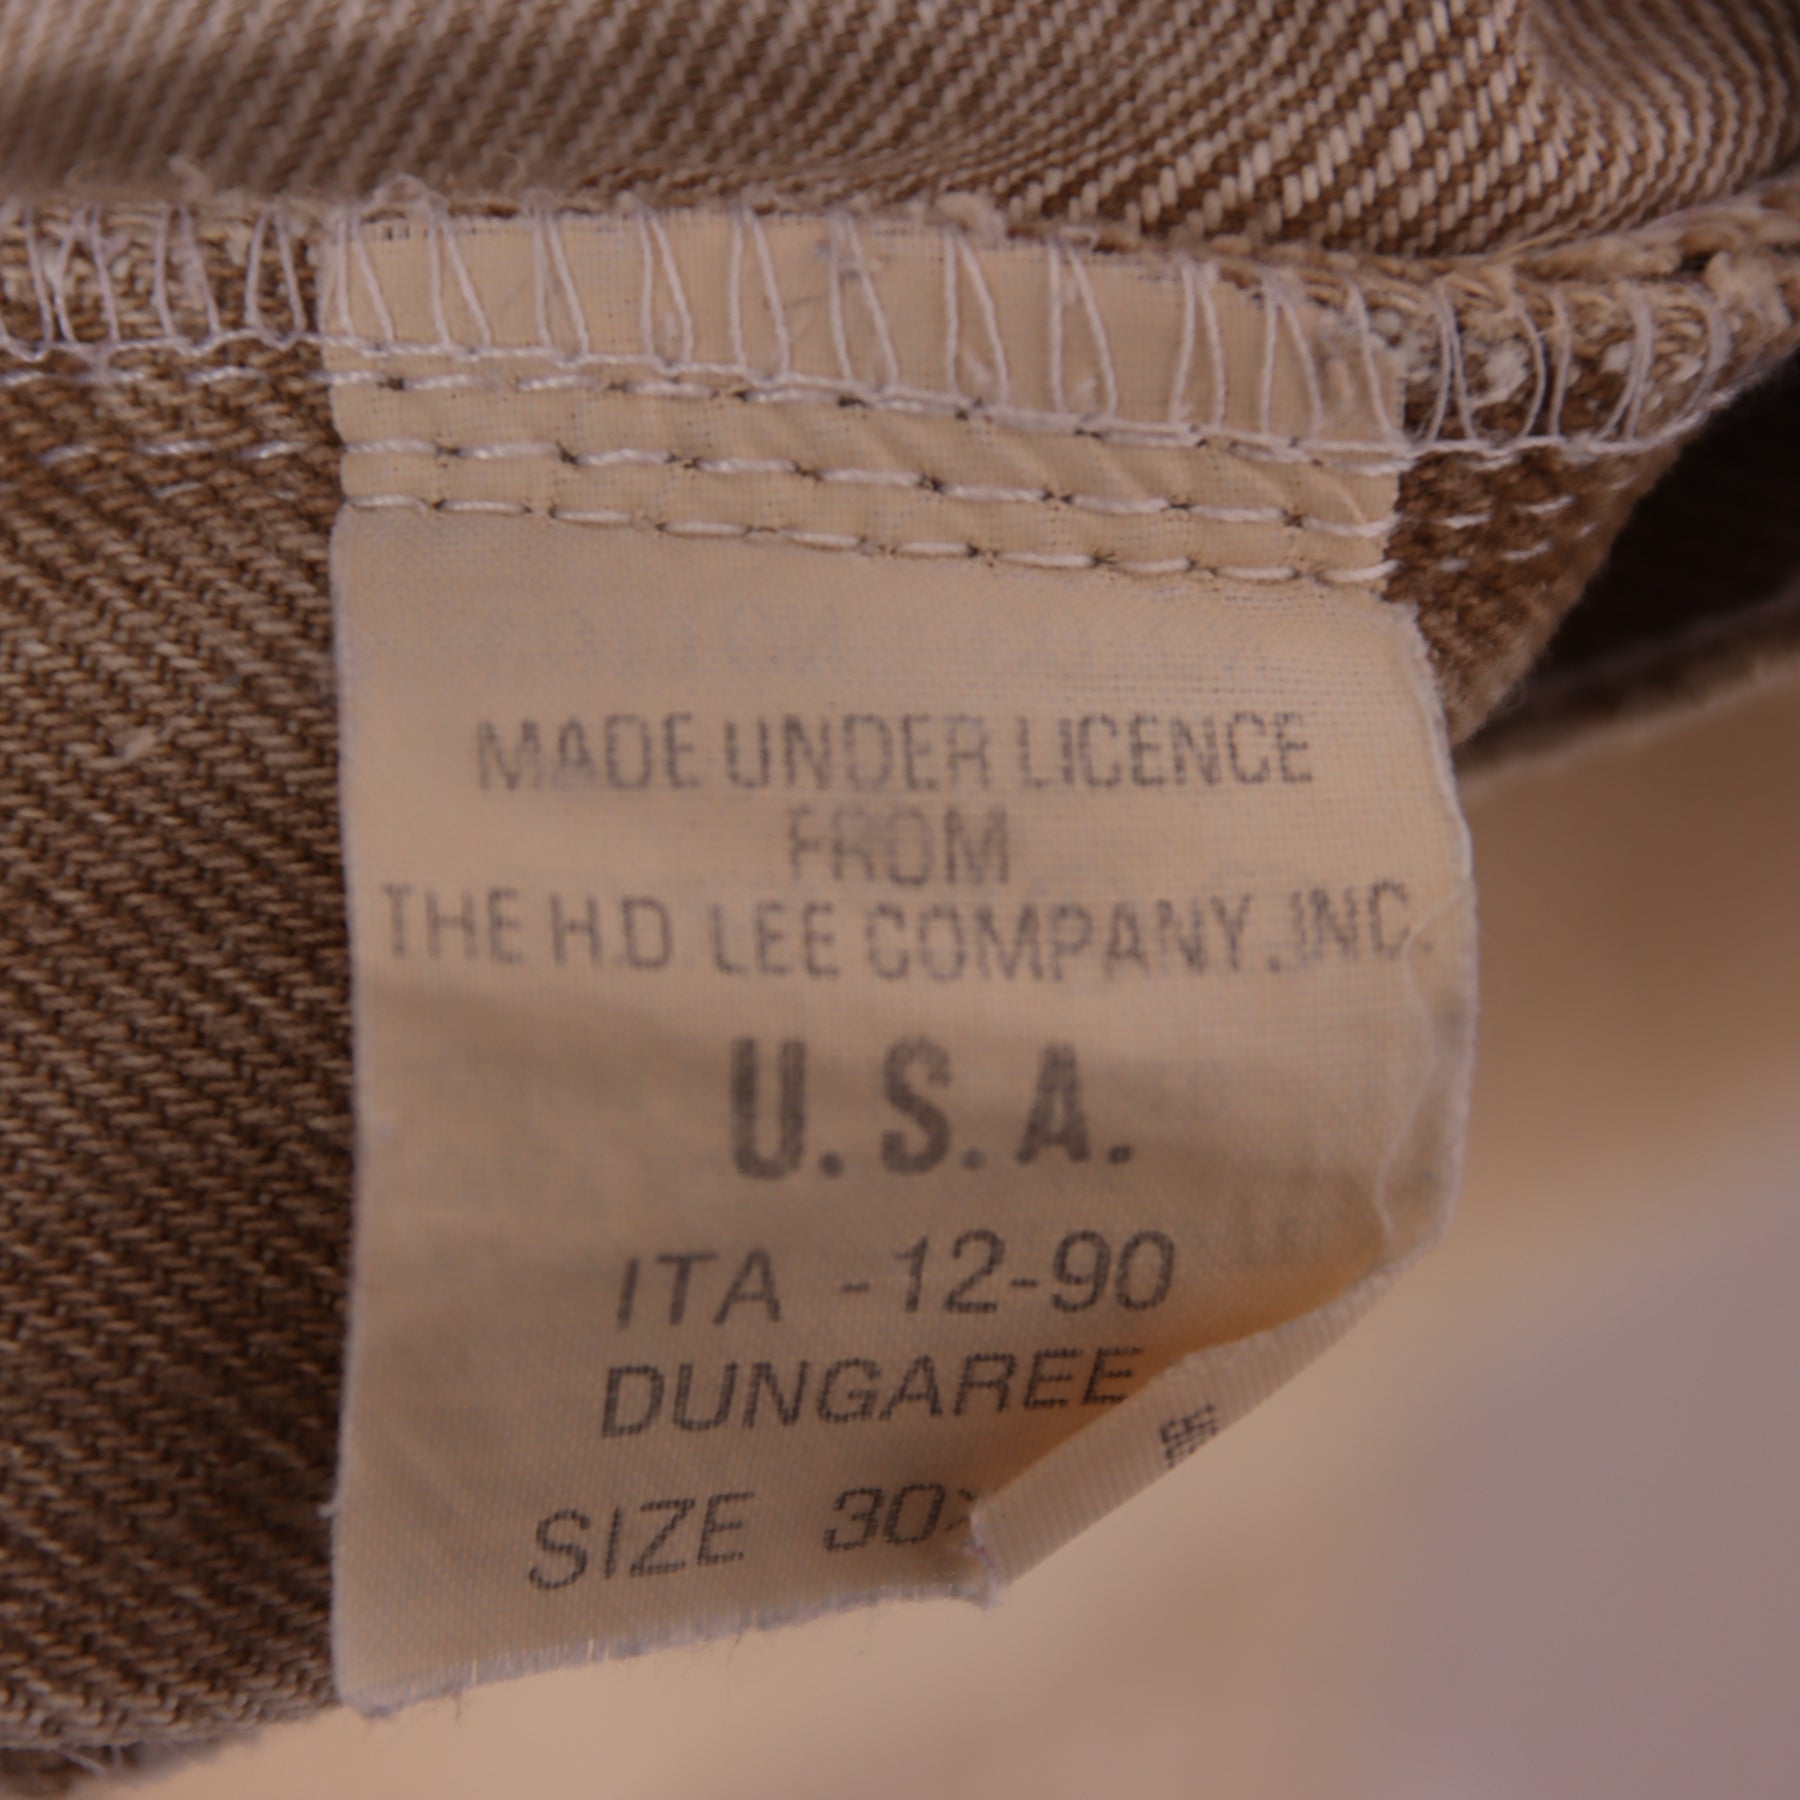 MADE UNDER LICENCE
FROM
THE H.D LEE COMPANY.INC.
U.S.A.
ITA -12-90
DUNGAREE
SIZE 30